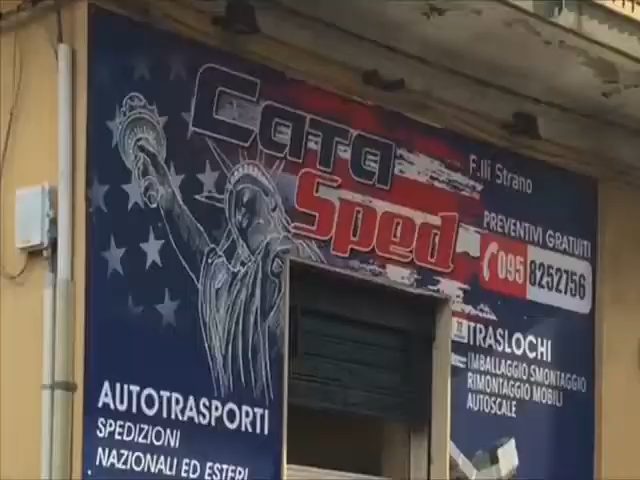 Cata
Sped
F.lli Strano
PREVENTIVI GRATUITI
095 8252756
TRASLOCHI
IMBALLAGGIO SMONTAGGIO
RIMONTAGGIO MOBILI
AUTOSCALE
AUTOTRASPORTI
SPEDIZIONI
NAZIONALI ED ESTERI